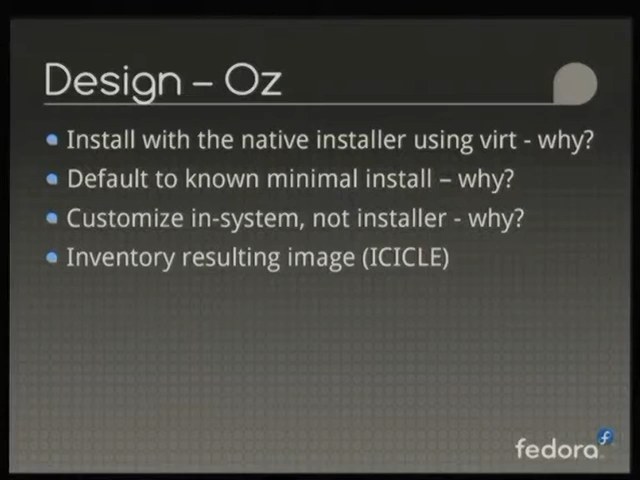 Design – Oz
Install with the native installer using virt - why?
Default to known minimal install – why?
Customize in-system, not installer - why?
Inventory resulting image (ICICLE)
fedora